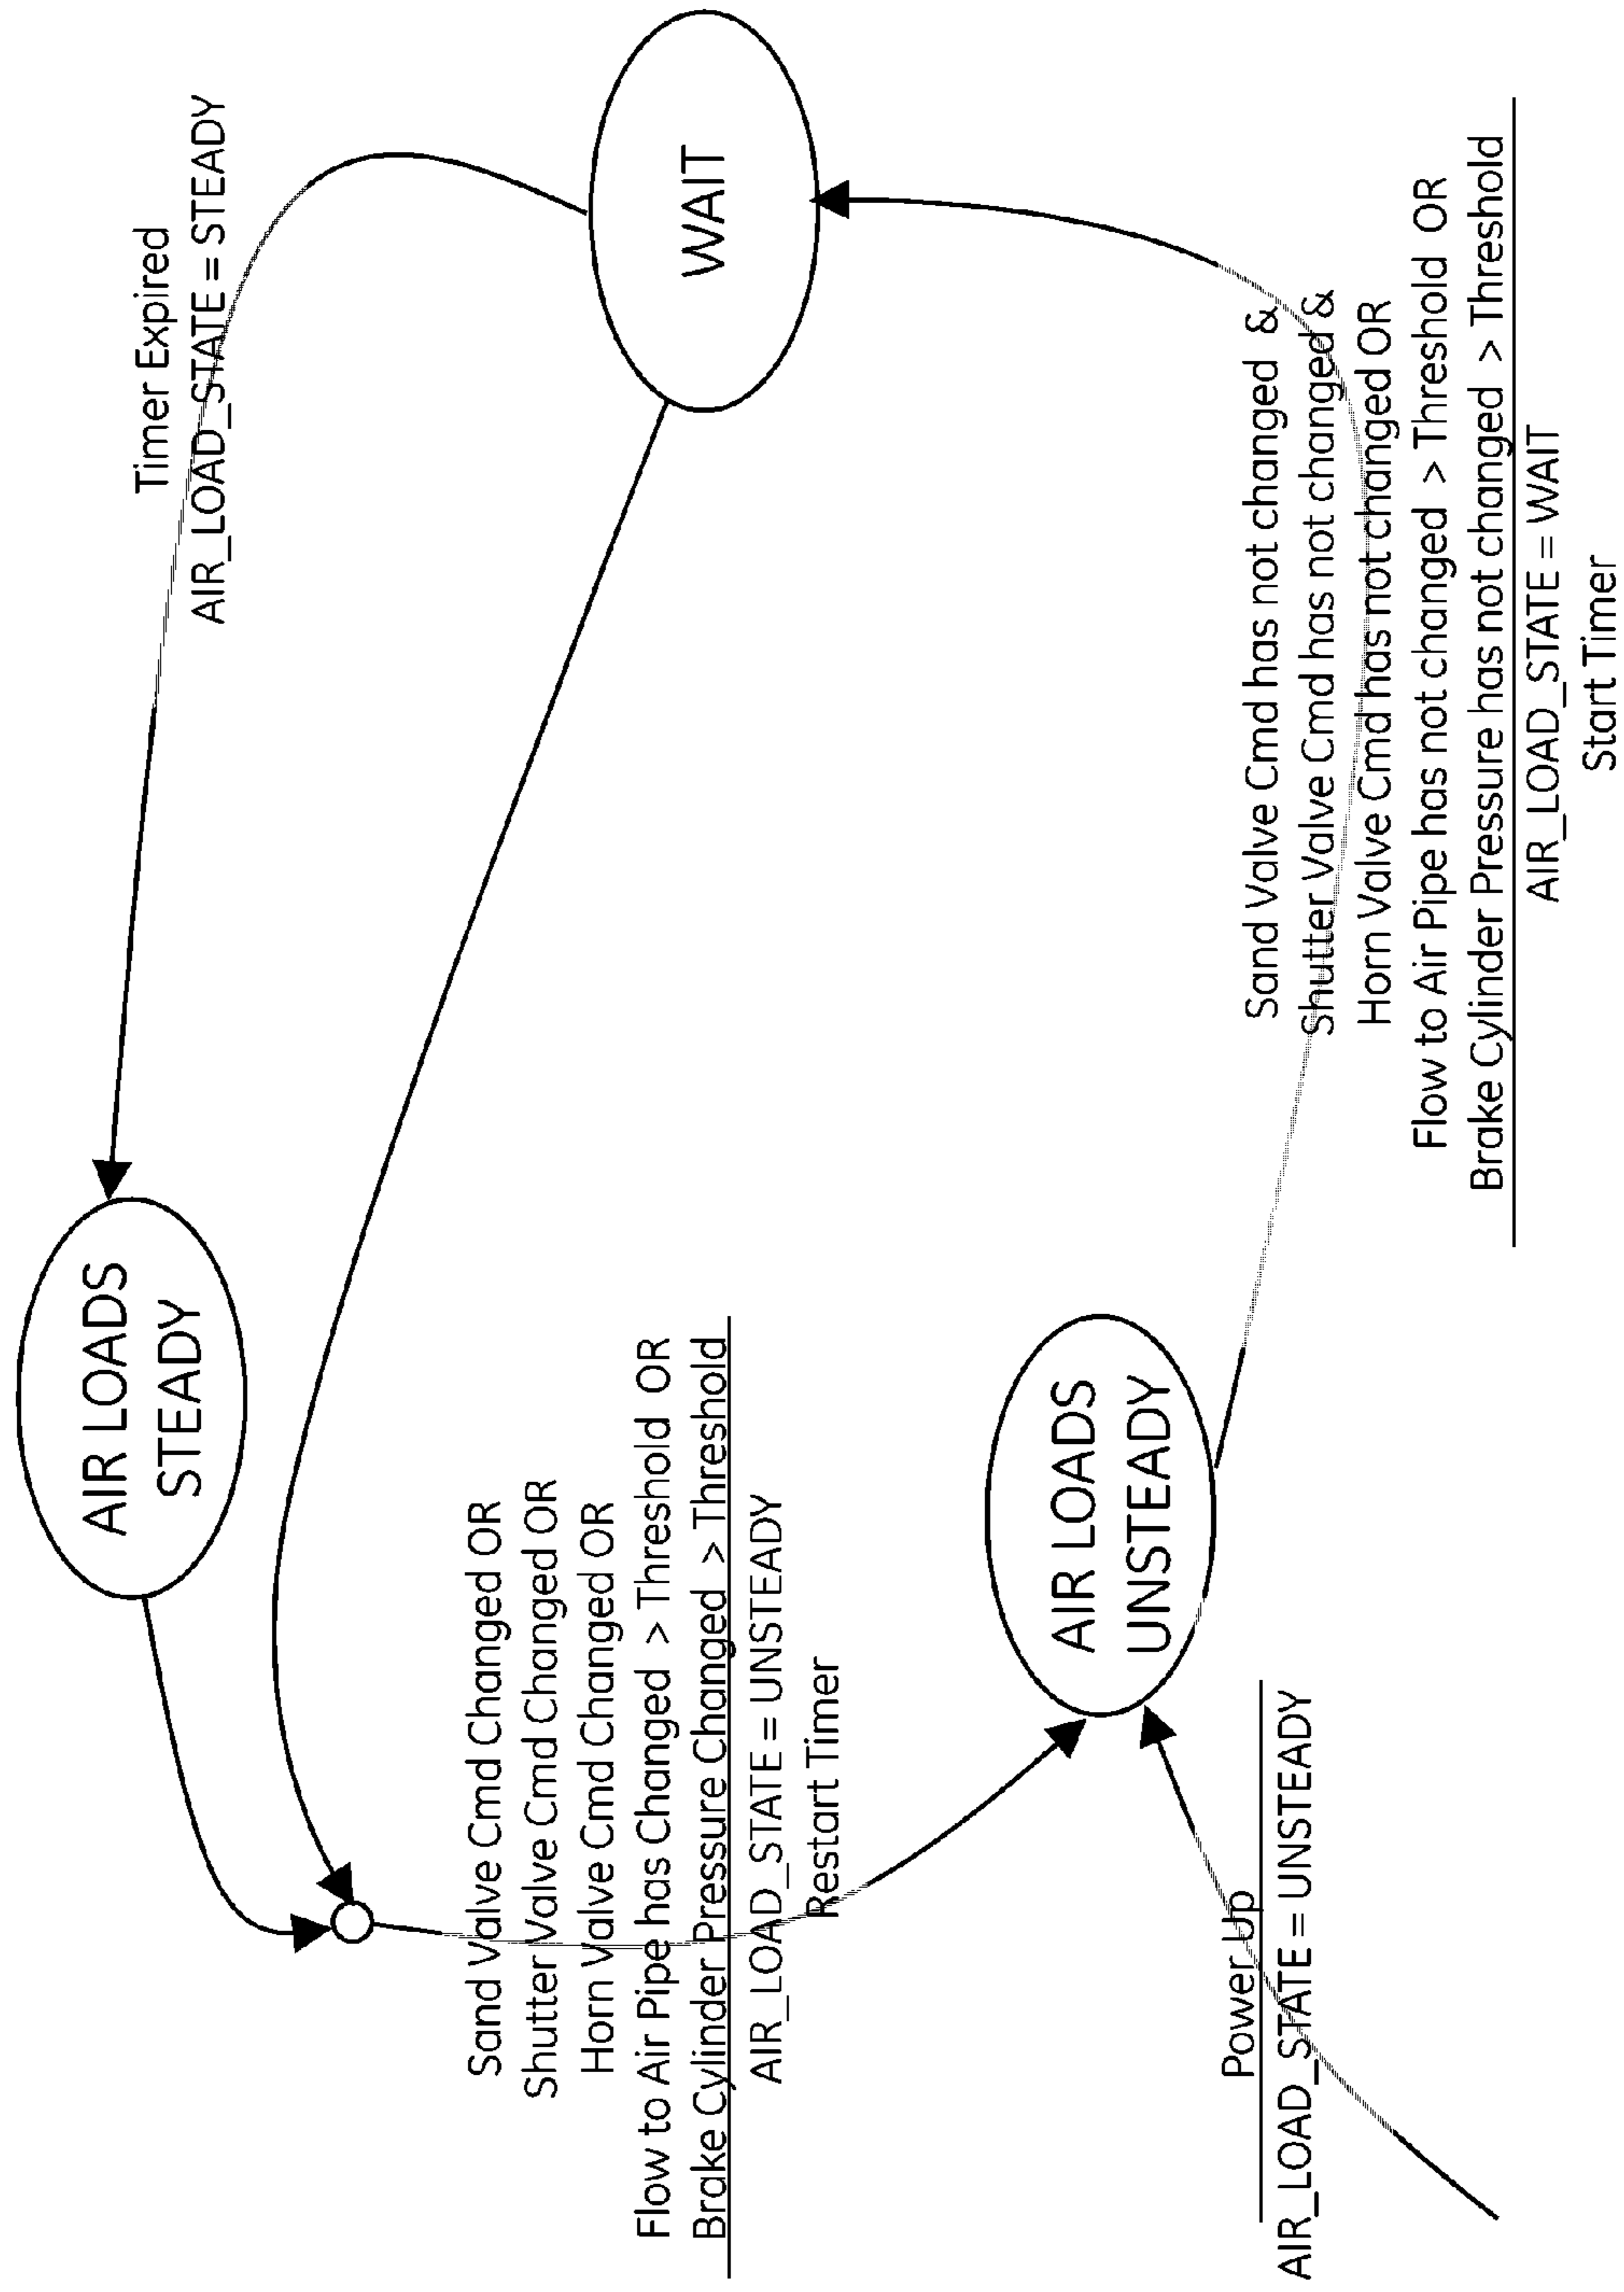 AIR LOADS
STEADY
Timer Expired
AIR_LOAD_STATE = STEADY
WAIT
Sand Valve Cmd Changed OR
Shutter Valve Cmd Changed OR
Horn Valve Cmd Changed OR
Flow to Air Pipe has Changed > Threshold OR
Brake Cylinder Pressure Changed > Threshold
AIR_LOAD_STATE = UNSTEADY
Restart Timer
AIR LOADS
UNSTEADY
Power Up
AIR_LOAD_STATE = UNSTEADY
Sand Valve Cmd has not changed &
Shutter Valve Cmd has not changed &
Horn Valve Cmd has not changed OR
Flow to Air Pipe has not changed > Threshold OR
Brake Cylinder Pressure has not changed > Threshold
AIR_LOAD_STATE = WAIT
Start Timer